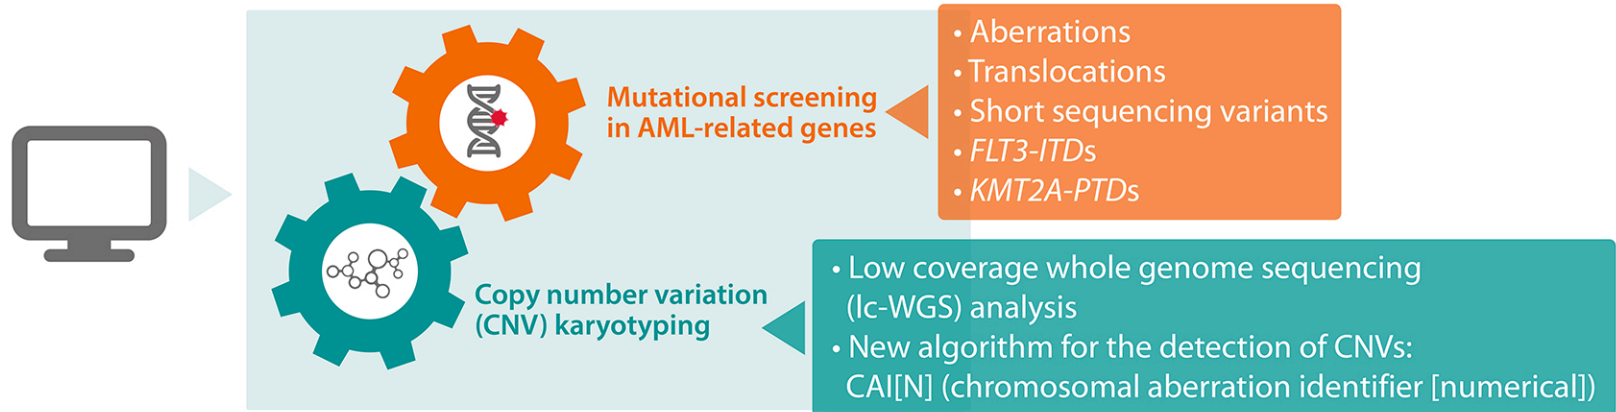 Mutational screening
in AML-related genes
• Aberrations
• Translocations
• Short sequencing variants
• FLT3-ITDs
• KMT2A-PTDs
Copy number variation
(CNV) karyotyping
• Low coverage whole genome sequencing
(lc-WGS) analysis
• New algorithm for the detection of CNVs:
CAI[N] (chromosomal aberration identifier [numerical])